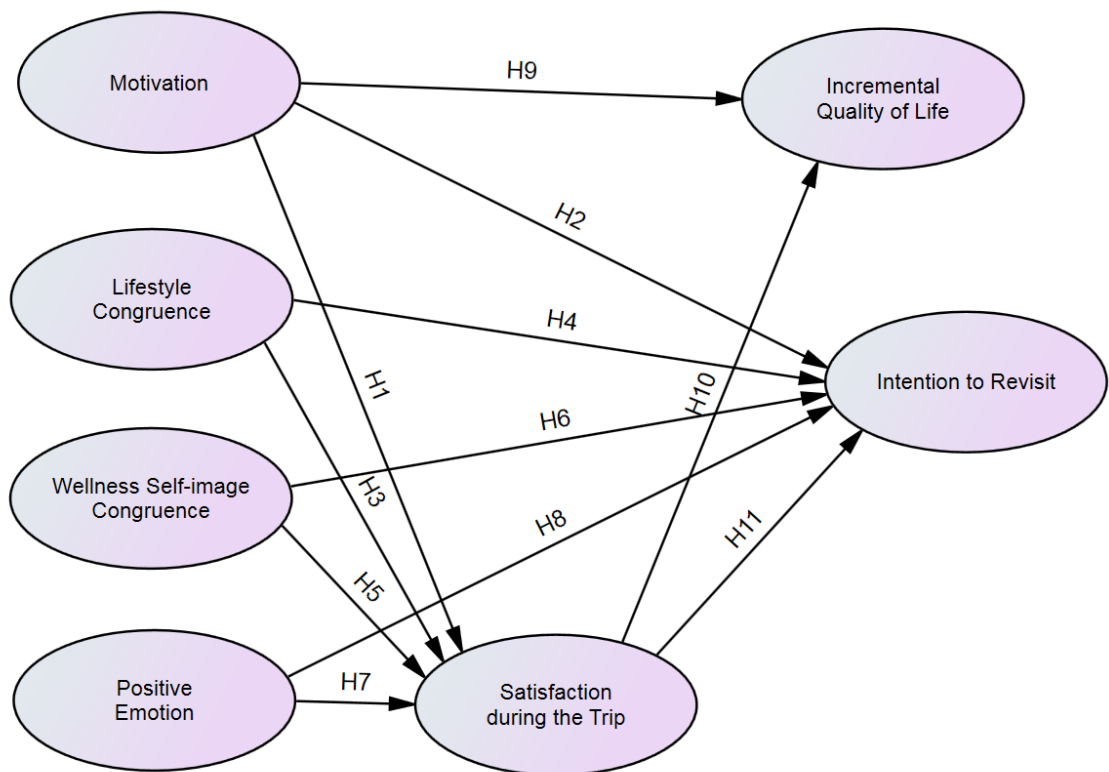 Motivation
H9
Incremental
Quality of Life
H2
Lifestyle
Congruence
H4
H1
H10
Intention to Revisit
H6
Wellness Self-image
Congruence
H3
H8
H11
H5
Positive
Emotion
H7
Satisfaction
during the Trip